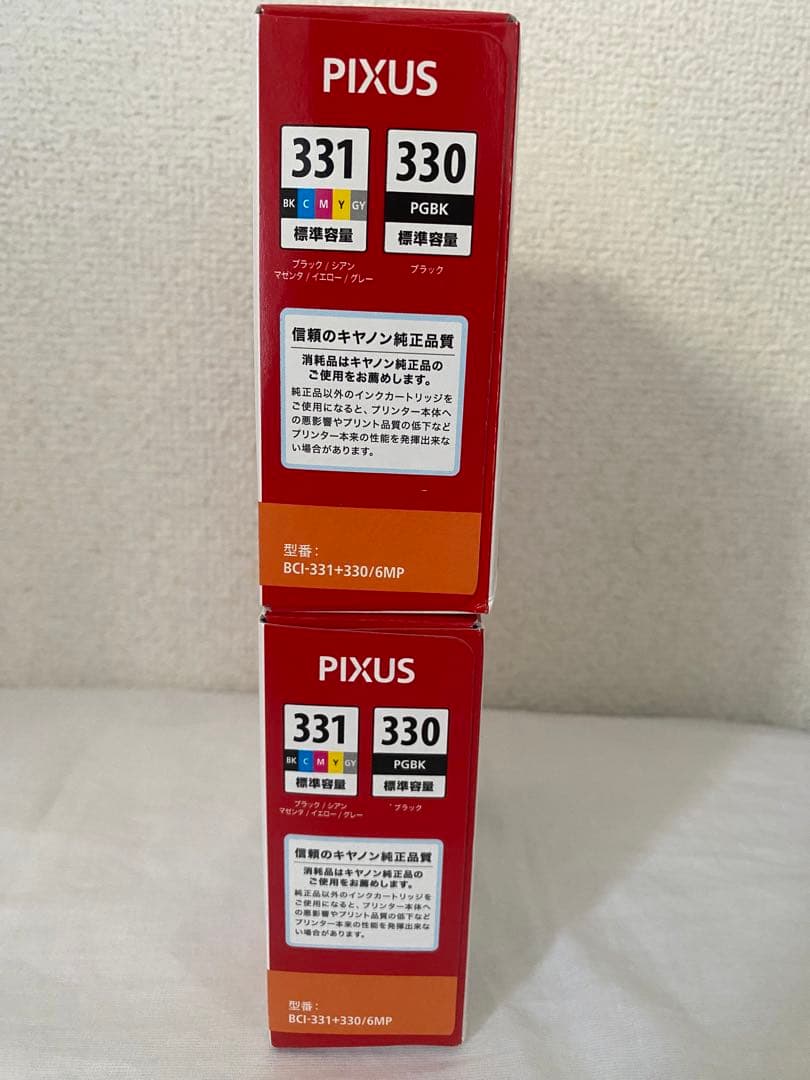 PIXUS
331 330
BK C M Y GY PGBK
標準容量 標準容量
ブラック / シアン ブラック
マゼンタ / イエロー / グレー
信頼のキヤノン純正品質
消耗品はキヤノン純正品の
ご使用をお薦めします。
純正品以外のインクカートリッジを
ご使用になると、プリンター本体へ
の悪影響やプリント品質の低下など
プリンター本来の性能を発揮出来な
い場合があります。
型番：
BCI-331+330/6MP
PIXUS
331 330
BK C M Y GY PGBK
標準容量 標準容量
ブラック / シアン ブラック
マゼンタ / イエロー / グレー
信頼のキヤノン純正品質
消耗品はキヤノン純正品の
ご使用をお薦めします。
純正品以外のインクカートリッジを
ご使用になると、プリンター本体へ
の悪影響やプリント品質の低下など
プリンター本来の性能を発揮出来な
い場合があります。
型番：
BCI-331+330/6MP